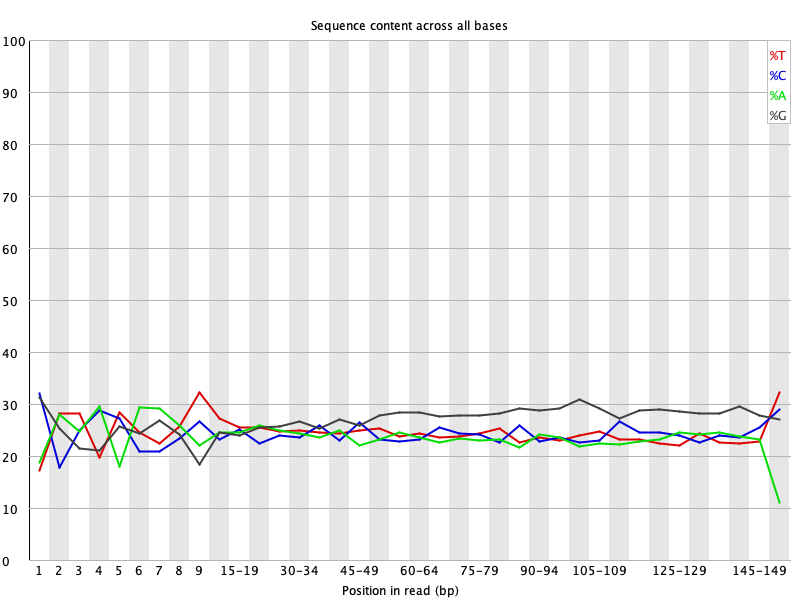 Sequence content across all bases
100
90
80
70
60
50
40
30
20
10
0
%T
%C
%A
%G
1 2 3 4 5 6 7 8 9 15-19 30-34 45-49 60-64 75-79 90-94 105-109 125-129 145-149
Position in read (bp)